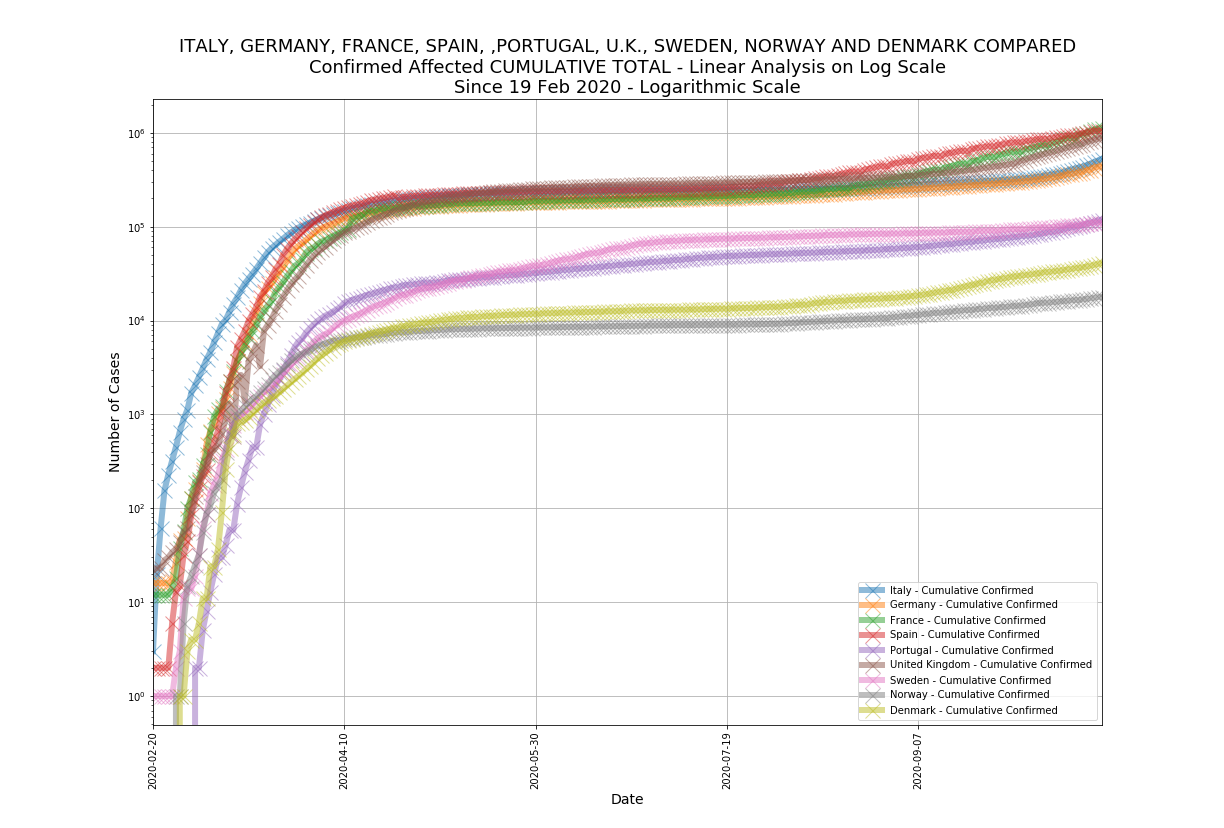 ITALY, GERMANY, FRANCE, SPAIN, ,PORTUGAL, U.K., SWEDEN, NORWAY AND DENMARK COMPARED
Confirmed Affected CUMULATIVE TOTAL - Linear Analysis on Log Scale
Since 19 Feb 2020 - Logarithmic Scale
Number of Cases
10⁶
10⁵
10⁴
10³
10²
10¹
10⁰
Italy - Cumulative Confirmed
Germany - Cumulative Confirmed
France - Cumulative Confirmed
Spain - Cumulative Confirmed
Portugal - Cumulative Confirmed
United Kingdom - Cumulative Confirmed
Sweden - Cumulative Confirmed
Norway - Cumulative Confirmed
Denmark - Cumulative Confirmed
2020-02-20
2020-04-10
2020-05-30
2020-07-19
2020-09-07
Date